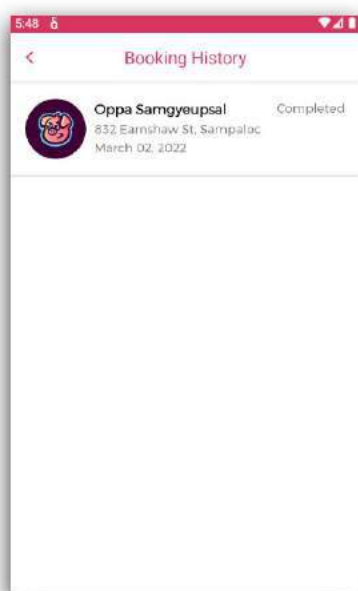 5:48
Booking History
Oppa Samgyeupsal Completed
832 Earnshaw St, Sampaloc
March 02, 2022